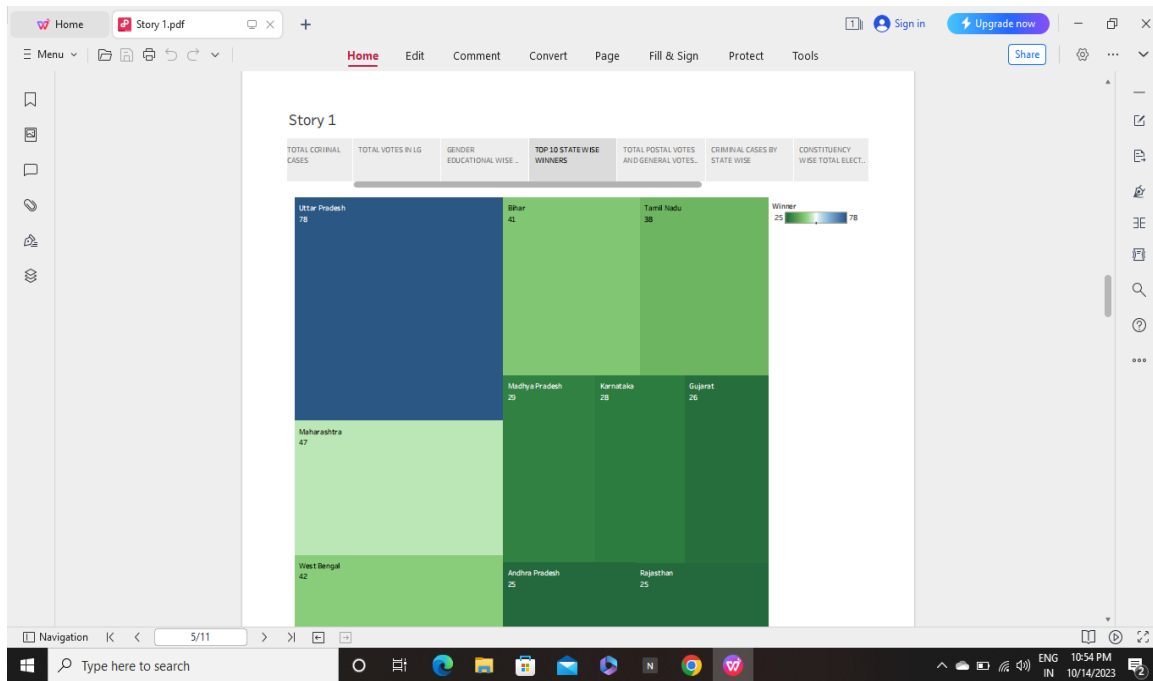 Home
Story 1.pdf
1
Sign in
Upgrade now
Menu
Home
Edit
Comment
Convert
Page
Fill & Sign
Protect
Tools
Share
Story 1
TOTAL CORIINAL
CASES
TOTAL VOTES IN LG
GENDER
EDUCATIONAL WISE ..
TOP 10 STATE WISE
WINNERS
TOTAL POSTAL VOTES
AND GENERAL VOTES..
CRIMINAL CASES BY
STATE WISE
CONSTITUENCY
WISE TOTAL ELECT...
Uttar Pradesh
78
Bihar
41
Tamil Nadu
38
Winner
25 78
Madhya Pradesh
29
Karnataka
28
Gujarat
26
Maharashtra
47
West Bengal
42
Andhra Pradesh
25
Rajasthan
25
Navigation
5/11
Type here to search
N
ENG
IN
10:54 PM
10/14/2023
2